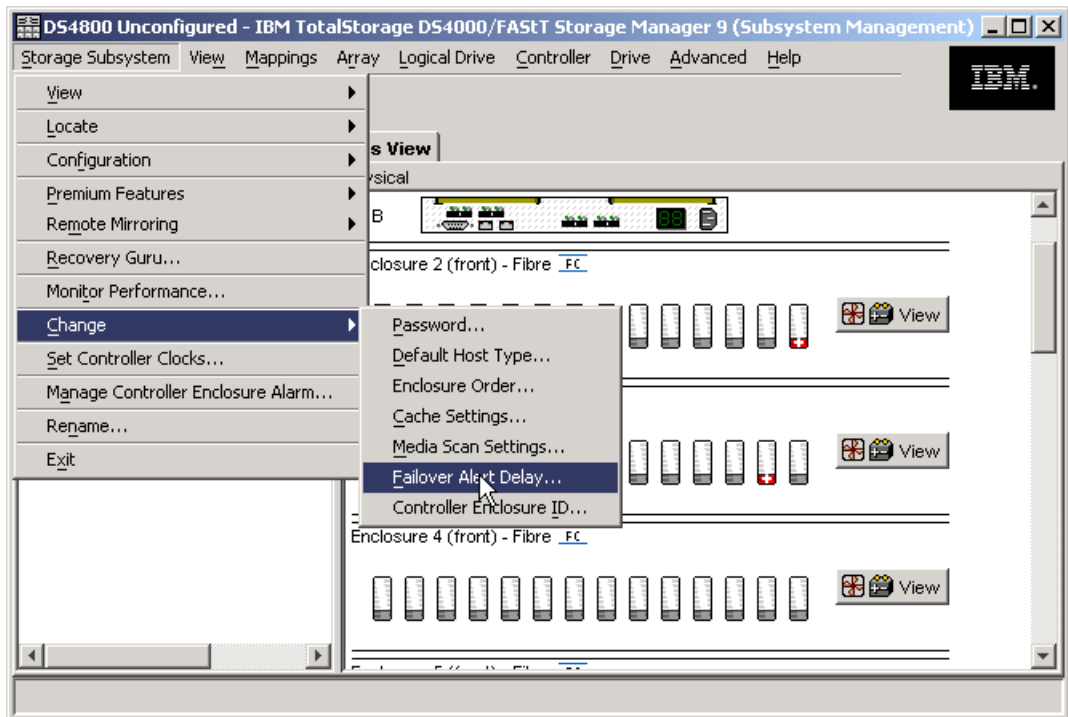 DS4800 Unconfigured - IBM TotalStorage DS4000/FAStT Storage Manager 9 (Subsystem Management)
Storage Subsystem View Mappings Array Logical Drive Controller Drive Advanced Help
IBM.
View
Locate
Configuration
Premium Features
Remote Mirroring
Recovery Guru...
Monitor Performance...
Change
Set Controller Clocks...
Manage Controller Enclosure Alarm...
Rename...
Exit
s View
ysical
B
88
closure 2 (front) - Fibre FC
View
Password...
Default Host Type...
Enclosure Order...
Cache Settings...
Media Scan Settings...
Failover Alert Delay...
Controller Enclosure ID...
View
Enclosure 4 (front) - Fibre FC
View